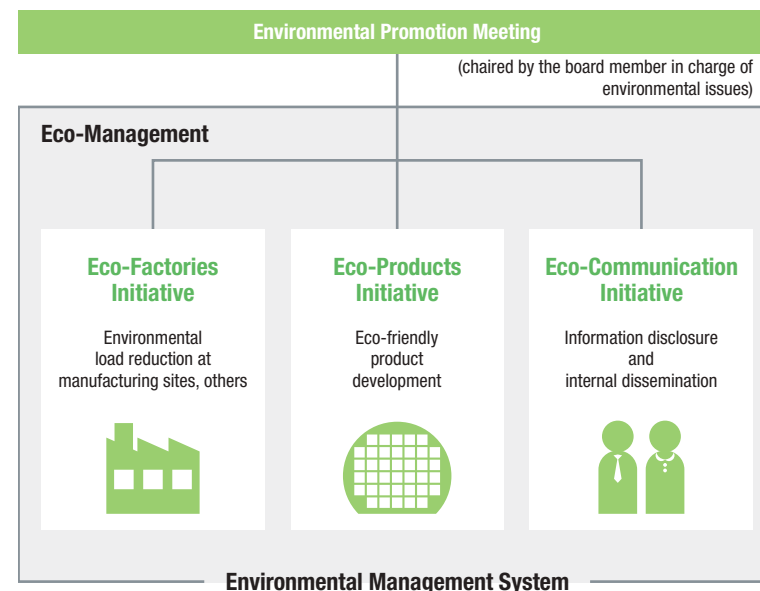 Environmental Promotion Meeting
(chaired by the board member in charge of
environmental issues)
Eco-Management
Eco-Factories
Initiative
Environmental
load reduction at
manufacturing sites, others
Eco-Products
Initiative
Eco-friendly
product
development
Eco-Communication
Initiative
Information disclosure
and
internal dissemination
Environmental Management System